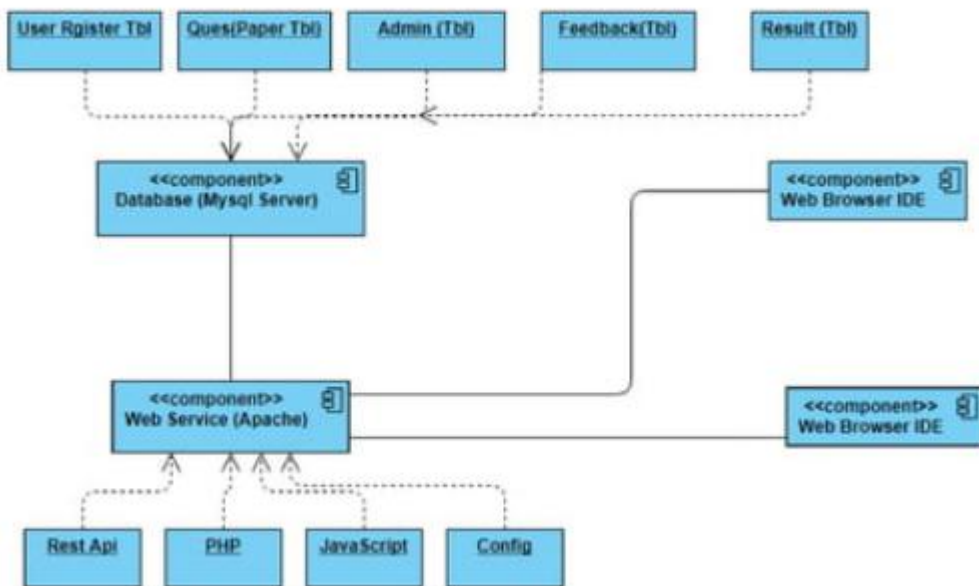 User Rgister Tbl
Ques(Paper Tbl)
Admin (Tbl)
Feedback(Tbl)
Result (Tbl)
<<component>>
Database (Mysql Server)
<<component>>
Web Browser IDE
<<component>>
Web Service (Apache)
<<component>>
Web Browser IDE
Rest Api
PHP
JavaScript
Config